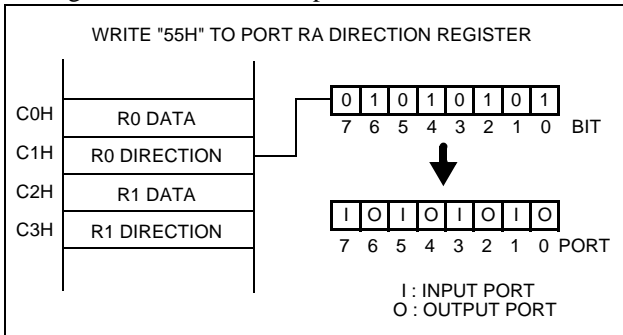 WRITE "55H" TO PORT RA DIRECTION REGISTER
0 1 0 1 0 1 0 1
7 6 5 4 3 2 1 0 BIT
C0H R0 DATA
C1H R0 DIRECTION
C2H R1 DATA
C3H R1 DIRECTION
I O I O I O I O
7 6 5 4 3 2 1 0 PORT
I : INPUT PORT
O : OUTPUT PORT